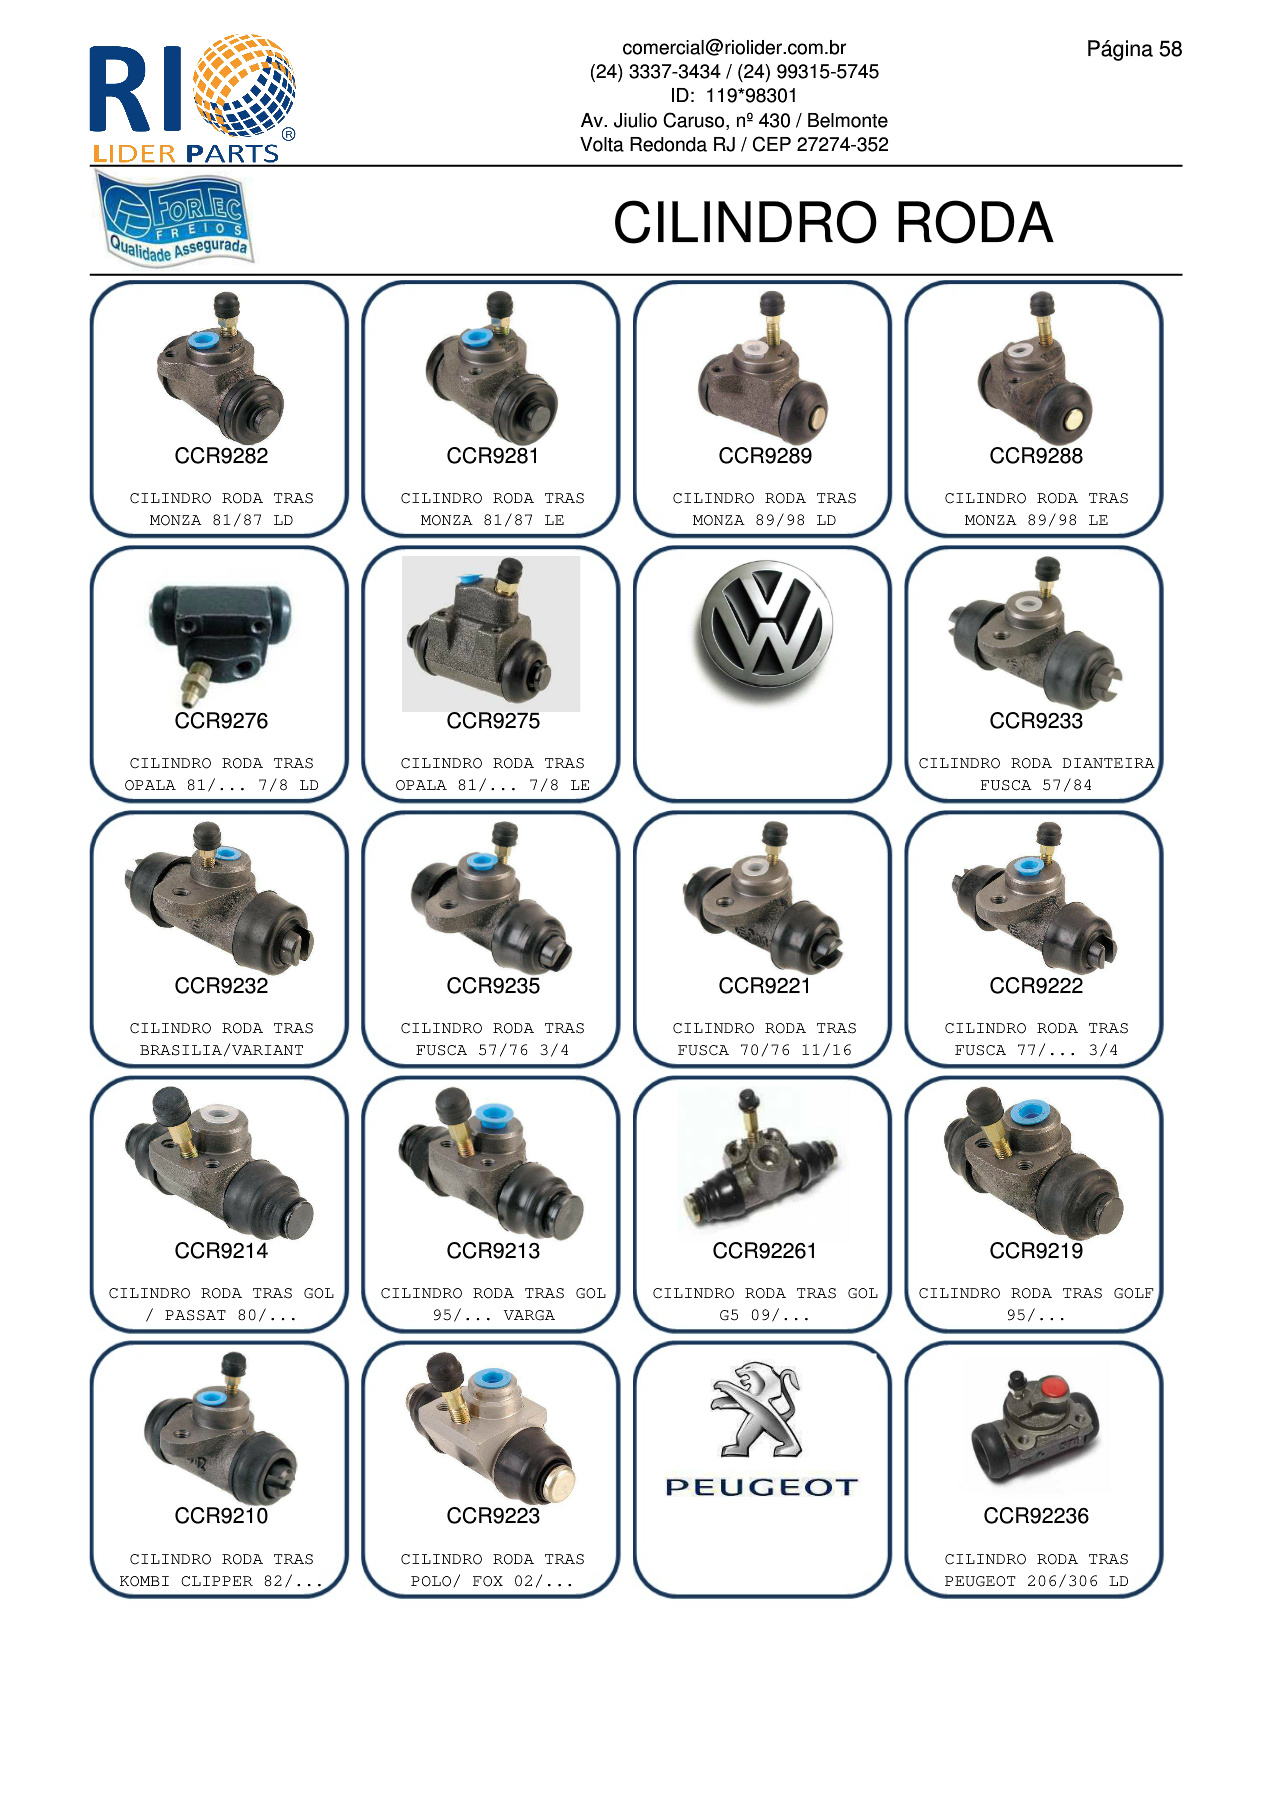 RIO
®
LIDER PARTS
comercial@riolider.com.br
(24) 3337-3434 / (24) 99315-5745
ID:  119*98301
Av. Jiulio Caruso, nº 430 / Belmonte
Volta Redonda RJ / CEP 27274-352
Página 58
FORTEC
FREIOS
Qualidade Assegurada
CILINDRO RODA
CCR9282
CILINDRO RODA TRAS
MONZA 81/87 LD
CCR9281
CILINDRO RODA TRAS
MONZA 81/87 LE
CCR9289
CILINDRO RODA TRAS
MONZA 89/98 LD
CCR9288
CILINDRO RODA TRAS
MONZA 89/98 LE
CCR9276
CILINDRO RODA TRAS
OPALA 81/... 7/8 LD
CCR9275
CILINDRO RODA TRAS
OPALA 81/... 7/8 LE
VW
CCR9233
CILINDRO RODA DIANTEIRA
FUSCA 57/84
CCR9232
CILINDRO RODA TRAS
BRASILIA/VARIANT
CCR9235
CILINDRO RODA TRAS
FUSCA 57/76 3/4
CCR9221
CILINDRO RODA TRAS
FUSCA 70/76 11/16
CCR9222
CILINDRO RODA TRAS
FUSCA 77/... 3/4
CCR9214
CILINDRO RODA TRAS GOL
/ PASSAT 80/...
CCR9213
CILINDRO RODA TRAS GOL
95/... VARGA
CCR92261
CILINDRO RODA TRAS GOL
G5 09/...
CCR9219
CILINDRO RODA TRAS GOLF
95/...
CCR9210
CILINDRO RODA TRAS
KOMBI CLIPPER 82/...
CCR9223
CILINDRO RODA TRAS
POLO/ FOX 02/...
PEUGEOT
CCR92236
CILINDRO RODA TRAS
PEUGEOT 206/306 LD